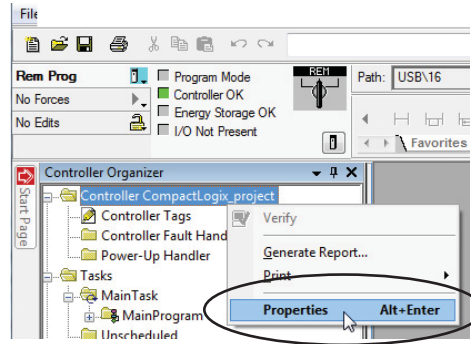 File
Rem Prog
No Forces
No Edits
Program Mode
Controller OK
Energy Storage OK
I/O Not Present
REM
Path: USB\16
Favorites
Start Page
Controller Organizer
Controller CompactLogix_project
Controller Tags
Controller Fault Hand
Power-Up Handler
Tasks
MainTask
MainProgram
Unscheduled
Verify
Generate Report...
Print
Properties Alt+Enter